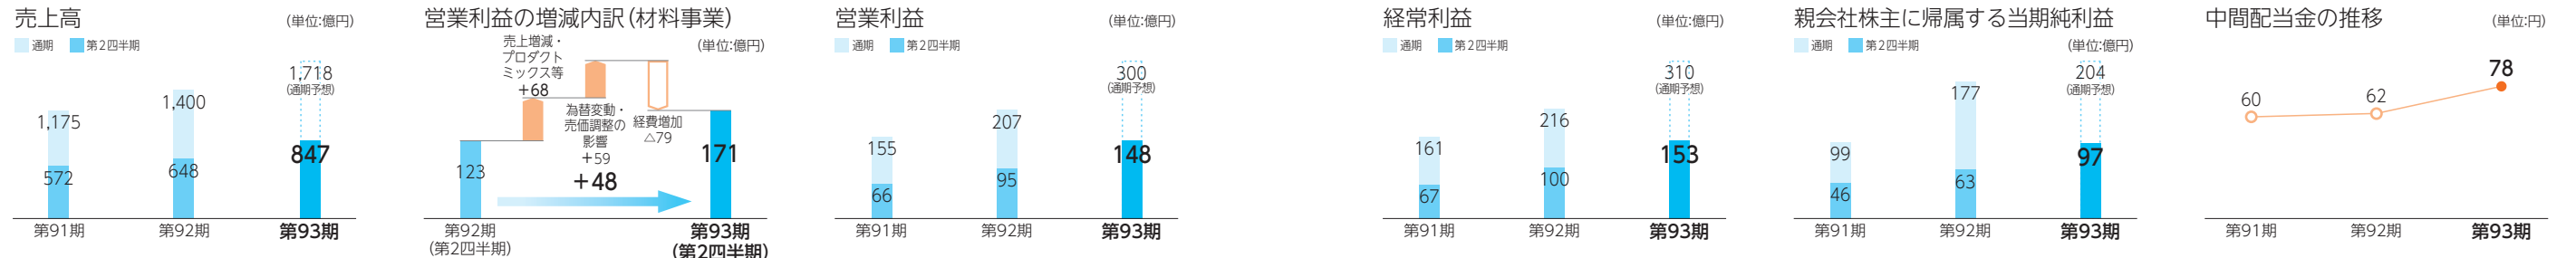 売上高
(単位:億円)
通期 第2四半期
1,175
572
1,400
648
1,718
(通期予想)
847
第91期 第92期 第93期
営業利益の増減内訳(材料事業)
(単位:億円)
売上増減・
プロダクト
ミックス等
+68
為替変動・
売価調整の
影響
+59
経費増加
△79
123
+48
171
第92期
(第2四半期)
第93期
(第2四半期)
営業利益
(単位:億円)
通期 第2四半期
155
66
207
95
300
(通期予想)
148
第91期 第92期 第93期
経常利益
(単位:億円)
通期 第2四半期
161
67
216
100
310
(通期予想)
153
第91期 第92期 第93期
親会社株主に帰属する当期純利益
(単位:億円)
通期 第2四半期
99
46
177
63
204
(通期予想)
97
第91期 第92期 第93期
中間配当金の推移
(単位:円)
60
62
78
第91期 第92期 第93期